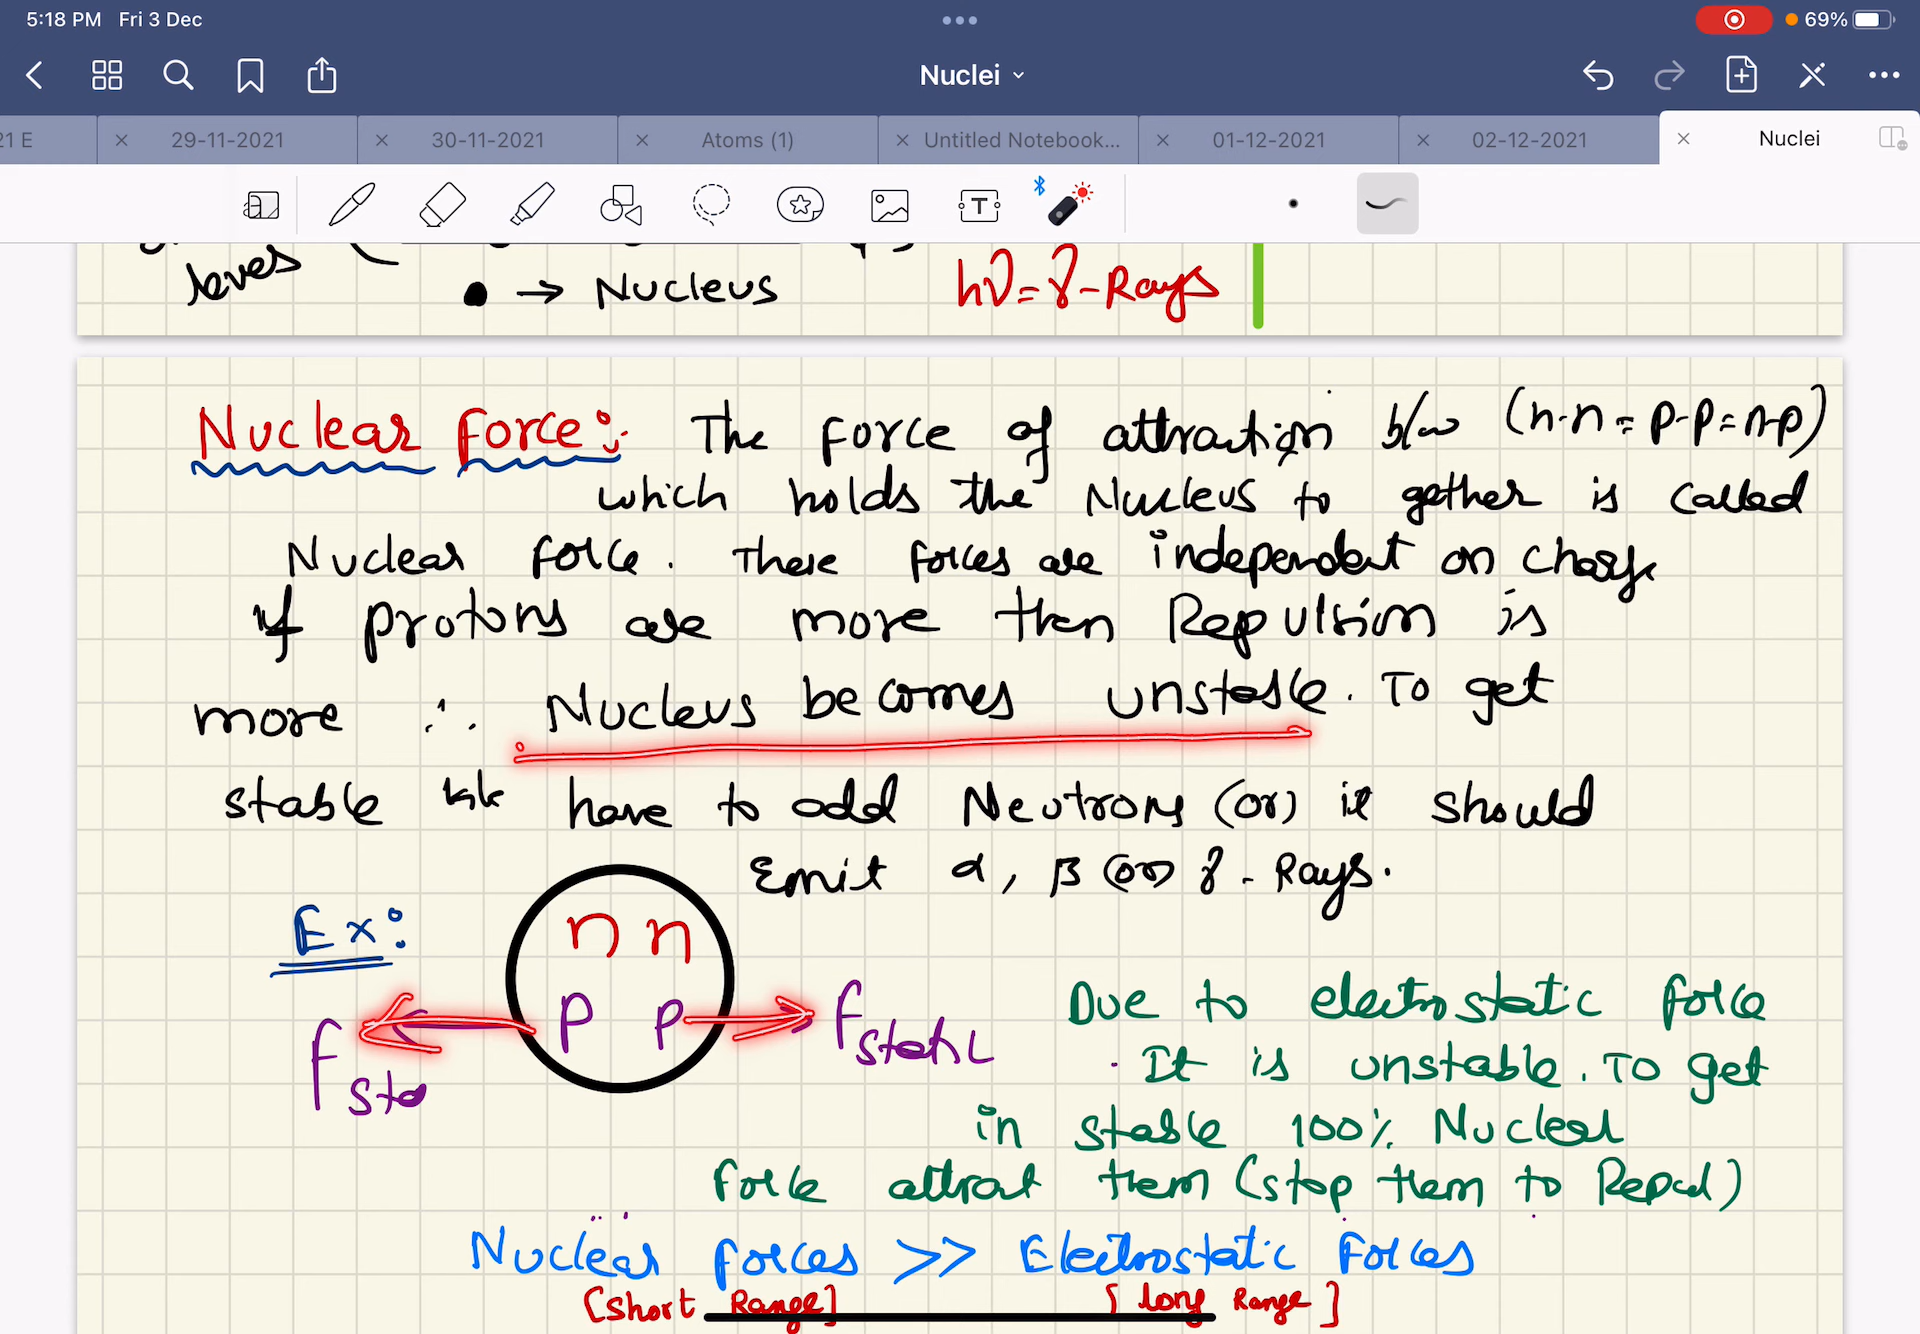 5:18 PM Fri 3 Dec
69%
Nuclei
21 E
29-11-2021
30-11-2021
Atoms (1)
Untitled Notebook...
01-12-2021
02-12-2021
Nuclei
T
leves
→ Nucleus
hν = γ - Rays
Nuclear Force: The force of attraction b/w (n-n = p-p = n-p)
which holds the Nucleus to gether is called
Nuclear force. These forces are independent on charge
if protons are more then Repulsion is
more ∴ Nucleus becomes unstable. To get
stable have to add Neutrons (or) it should
Emit α, β (or) γ - Rays.
Ex:
n n
p p
F sta
F static
Due to electrostatic force
It is unstable. To get
in stable 100% Nuclear
force attrat them (stop them to Repel)
Nuclear forces >> Electrostatic Forces
[short Range] [long Range]